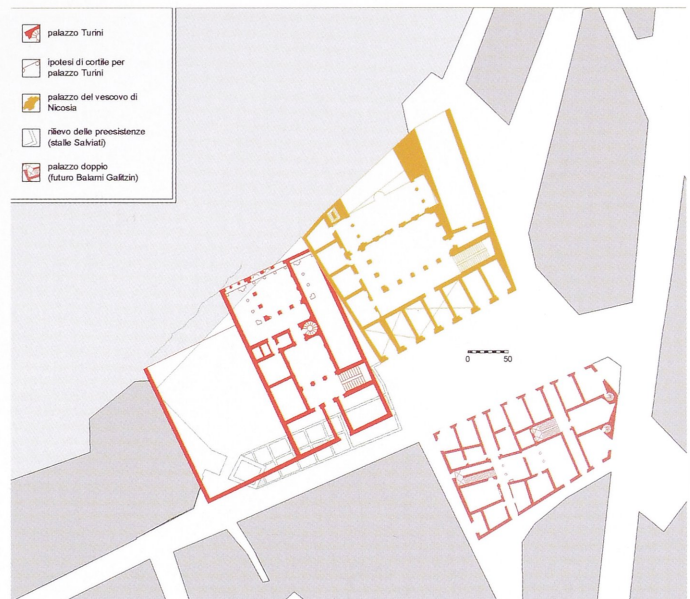 palazzo Turini
ipotesi di cortile per
palazzo Turini
palazzo del vescovo di
Nicosia
rilievo delle preesistenze
(stalle Salviati)
palazzo doppio
(futuro Balami Galitzin)
0 50